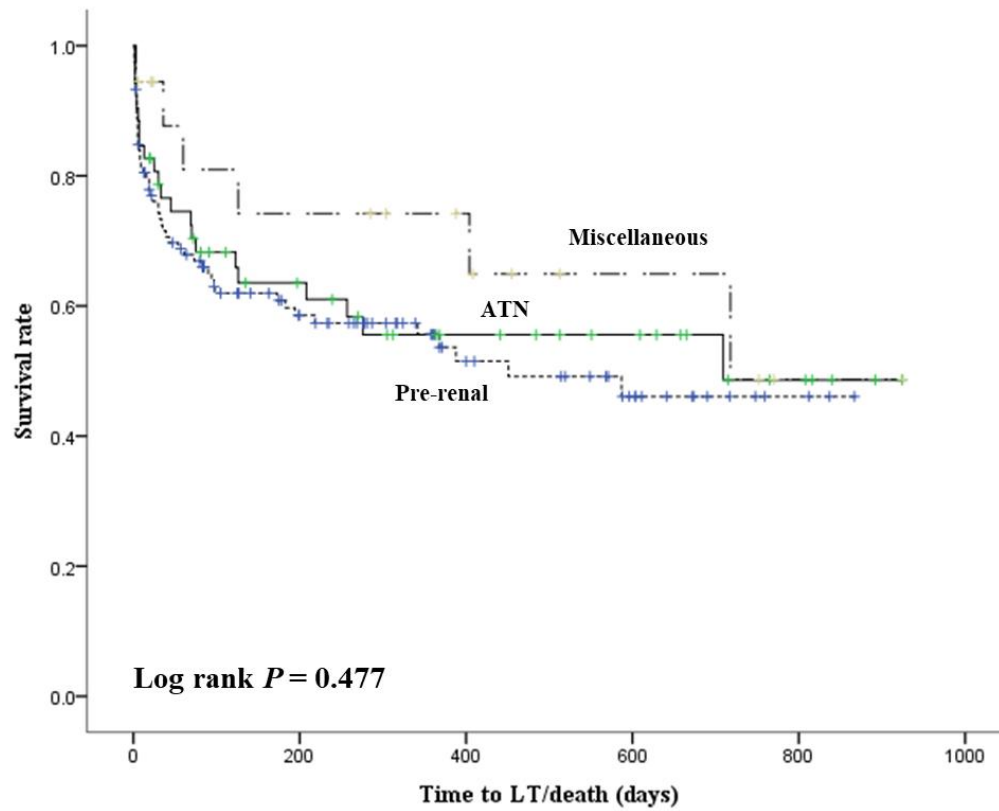 1.0
0.8
0.6
0.4
0.2
0.0
Survival rate
Miscellaneous
ATN
Pre-renal
Log rank P = 0.477
0 200 400 600 800 1000
Time to LT/death (days)